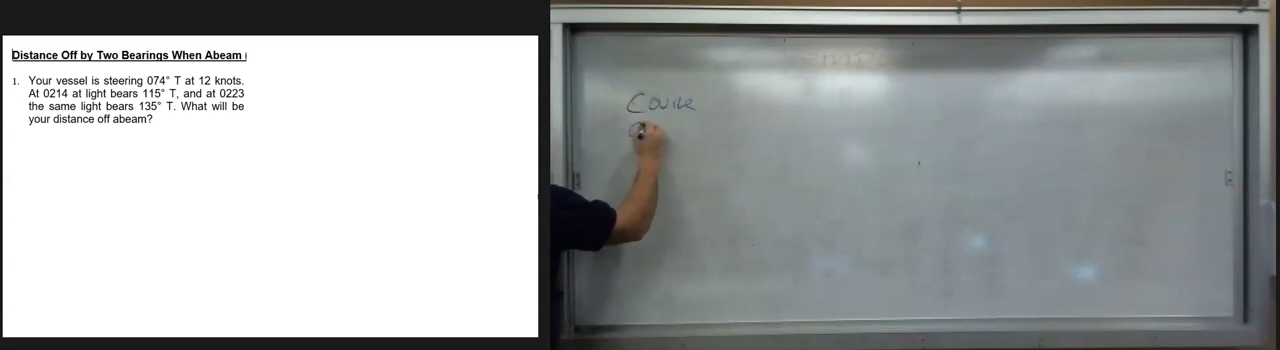 Distance Off by Two Bearings When Abeam
1. Your vessel is steering 074° T at 12 knots.
At 0214 at light bears 115° T, and at 0223
the same light bears 135° T. What will be
your distance off abeam?
Course